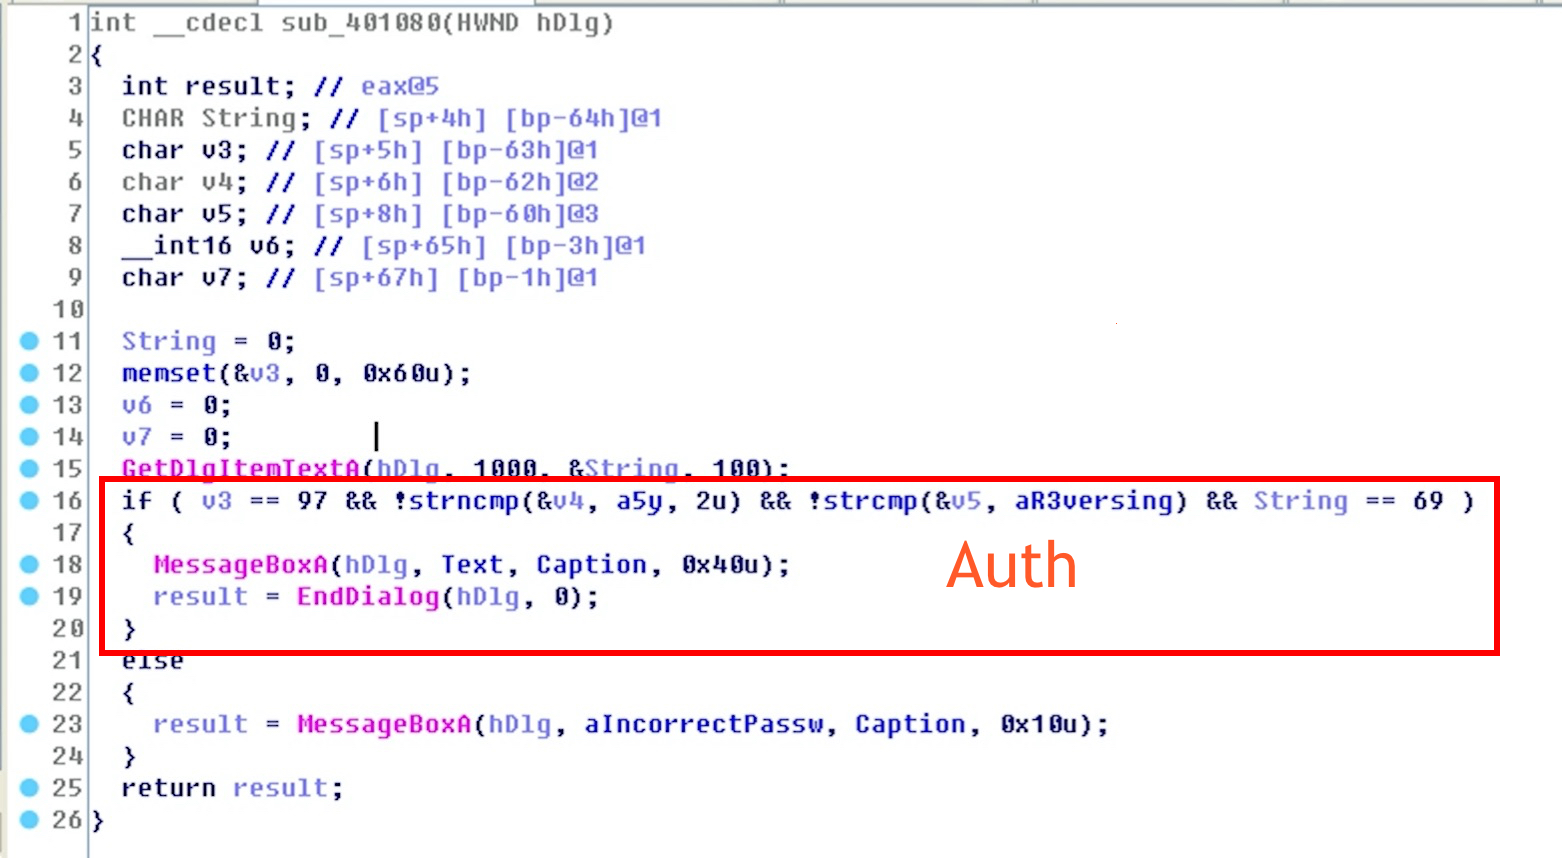 1 int __cdecl sub_401080(HWND hDlg)
2 {
3 int result; // eax@5
4 CHAR String; // [sp+4h] [bp-64h]@1
5 char v3; // [sp+5h] [bp-63h]@1
6 char v4; // [sp+6h] [bp-62h]@2
7 char v5; // [sp+8h] [bp-60h]@3
8 __int16 v6; // [sp+65h] [bp-3h]@1
9 char v7; // [sp+67h] [bp-1h]@1
10
11 String = 0;
12 memset(&v3, 0, 0x60u);
13 v6 = 0;
14 v7 = 0;
15 GetDlgItemTextA(hDlg, 1000, &String, 100);
16 if ( v3 == 97 && !strncmp(&v4, a5y, 2u) && !strcmp(&v5, aR3versing) && String == 69 )
17 {
18 MessageBoxA(hDlg, Text, Caption, 0x40u);
Auth
19 result = EndDialog(hDlg, 0);
20 }
21 else
22 {
23 result = MessageBoxA(hDlg, aIncorrectPassw, Caption, 0x10u);
24 }
25 return result;
26 }